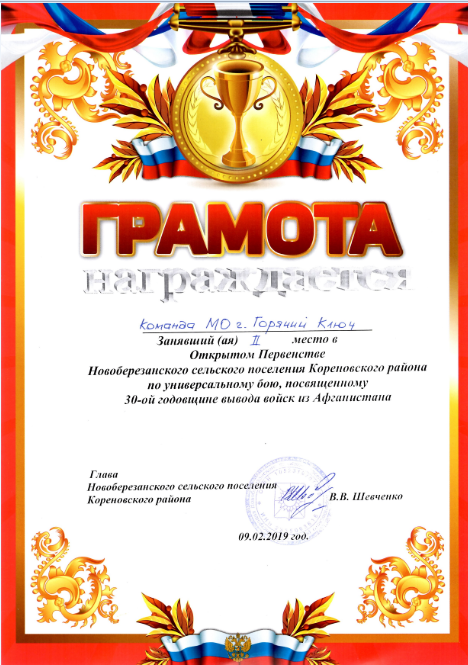 ГРАМОТА
награждается
Команда МО г. Горячий Ключ
Занявший (ая) II место в
Открытом Первенстве
Новоберезанского сельского поселения Кореновского района
по универсальному бою, посвященному
30-ой годовщине вывода войск из Афганистана
Глава
Новоберезанского сельского поселения
Кореновского района В.В. Шевченко
09.02.2019 год.